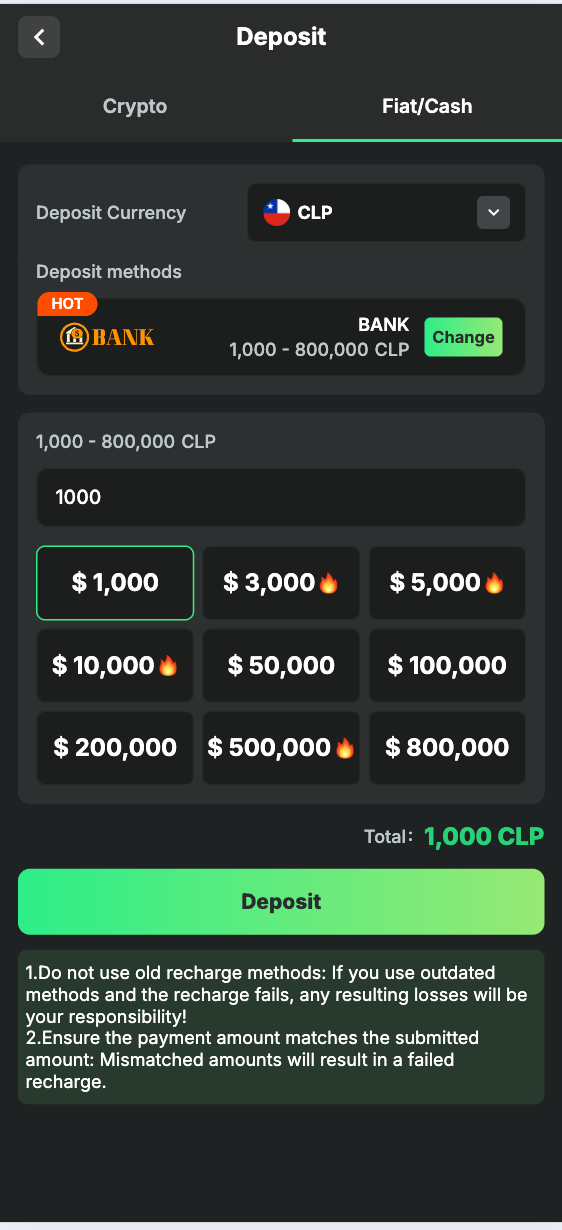 Deposit
Crypto
Fiat/Cash
Deposit Currency
CLP
Deposit methods
HOT
BANK
BANK
1,000 - 800,000 CLP
Change
1,000 - 800,000 CLP
1000
$ 1,000
$ 3,000🔥
$ 5,000🔥
$ 10,000🔥
$ 50,000
$ 100,000
$ 200,000
$ 500,000🔥
$ 800,000
Total: 1,000 CLP
Deposit
1.Do not use old recharge methods: If you use outdated
methods and the recharge fails, any resulting losses will be
your responsibility!
2.Ensure the payment amount matches the submitted
amount: Mismatched amounts will result in a failed
recharge.